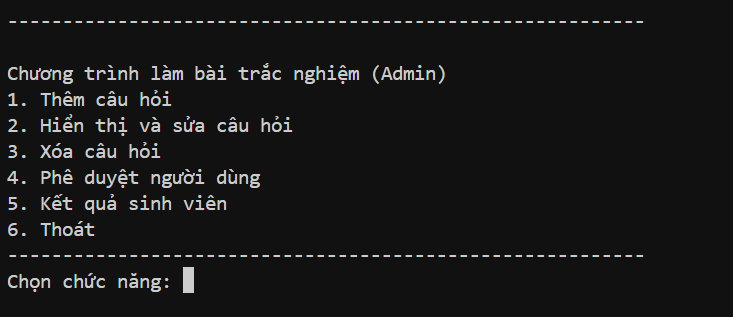 ----------------------------------------------------------
Chương trình làm bài trắc nghiệm (Admin)
1. Thêm câu hỏi
2. Hiển thị và sửa câu hỏi
3. Xóa câu hỏi
4. Phê duyệt người dùng
5. Kết quả sinh viên
6. Thoát
----------------------------------------------------------
Chọn chức năng: